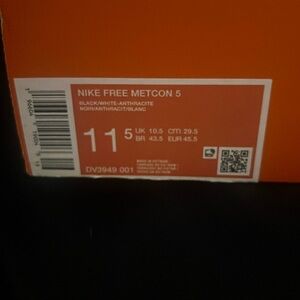 NIKE FREE METCON 5
BLACK/WHITE-ANTHRACITE
NOIR/ANTHRACIT/BLANC
11 5
UK 10.5 CM 29.5
BR 43.5 EUR 45.5
DV3949 001